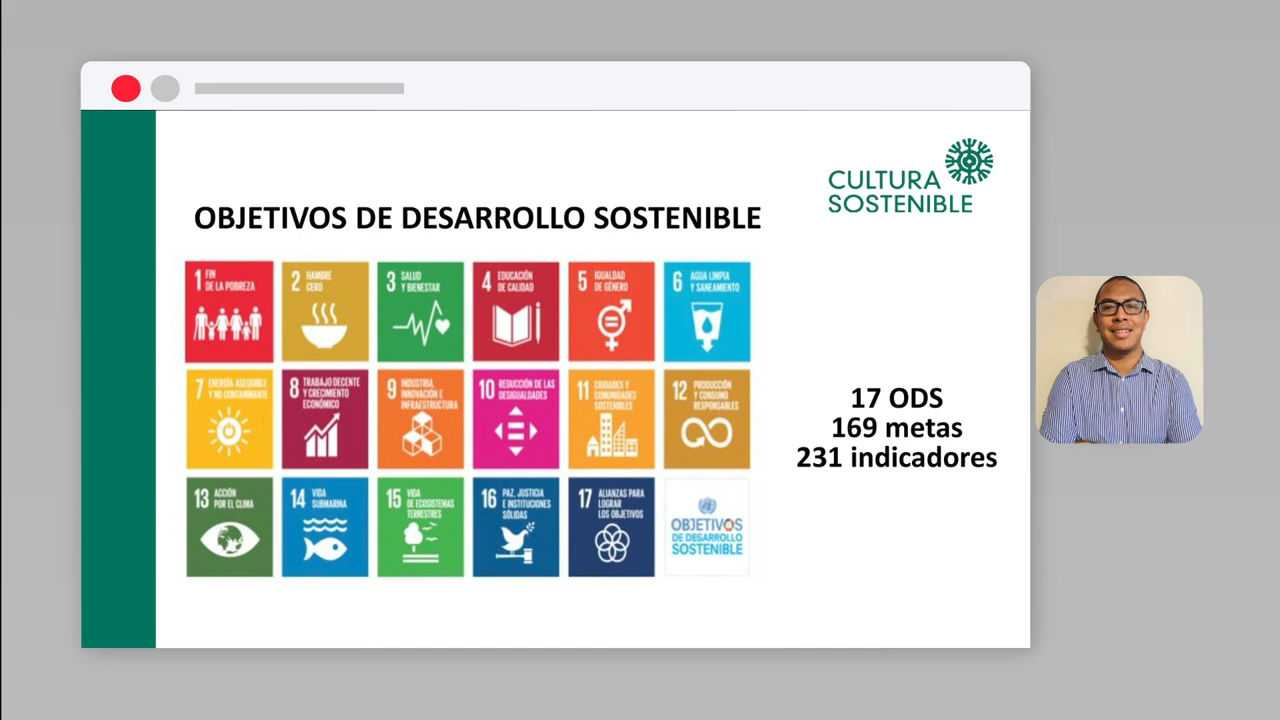 CULTURA
SOSTENIBLE
OBJETIVOS DE DESARROLLO SOSTENIBLE
1 FIN
DE LA POBREZA
2 HAMBRE
CERO
3 SALUD
Y BIENESTAR
4 EDUCACIÓN
DE CALIDAD
5 IGUALDAD
DE GÉNERO
6 AGUA LIMPIA
Y SANEAMIENTO
7 ENERGÍA ASEQUIBLE
Y NO CONTAMINANTE
8 TRABAJO DECENTE
Y CRECIMIENTO
ECONÓMICO
9 INDUSTRIA,
INNOVACIÓN E
INFRAESTRUCTURA
10 REDUCCIÓN DE LAS
DESIGUALDADES
11 CIUDADES Y
COMUNIDADES
SOSTENIBLES
12 PRODUCCIÓN
Y CONSUMO
RESPONSABLES
13 ACCIÓN
POR EL CLIMA
14 VIDA
SUBMARINA
15 VIDA
DE ECOSISTEMAS
TERRESTRES
16 PAZ, JUSTICIA
E INSTITUCIONES
SÓLIDAS
17 ALIANZAS PARA
LOGRAR
LOS OBJETIVOS
OBJETIVOS
DE DESARROLLO
SOSTENIBLE
17 ODS
169 metas
231 indicadores